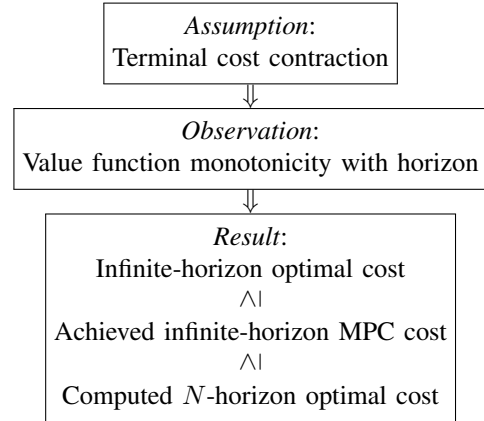 Assumption:
Terminal cost contraction
⇓
Observation:
Value function monotonicity with horizon
⇓
Result:
Infinite-horizon optimal cost
≤
Achieved infinite-horizon MPC cost
≤
Computed N-horizon optimal cost